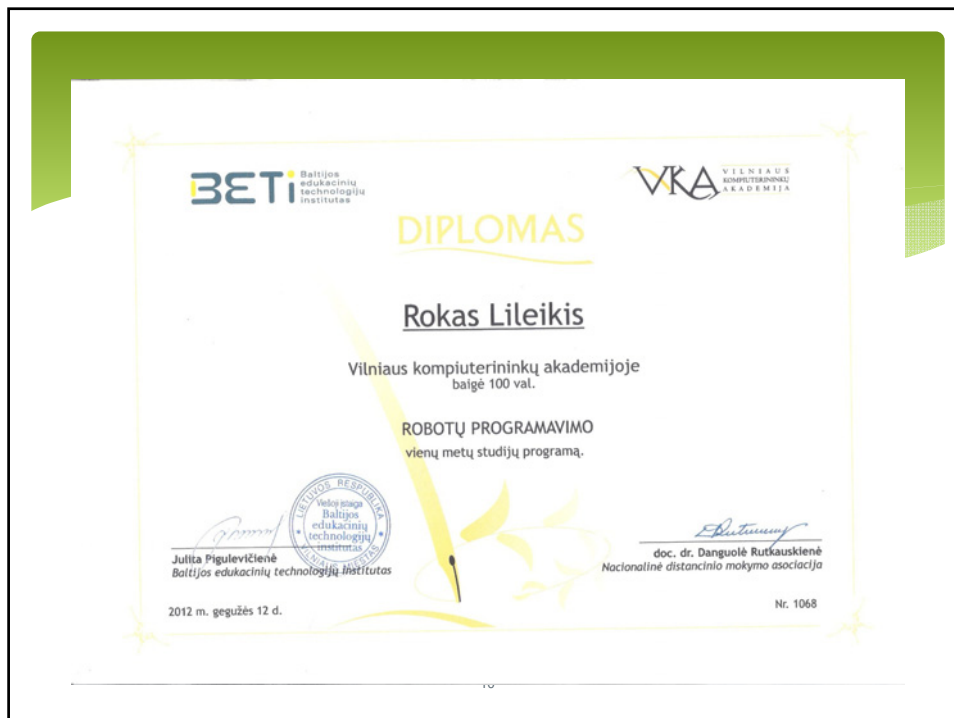 BETi Baltijos
edukacinių
technologijų
institutas
VKA VILNIAUS
KOMPIUTERININKŲ
AKADEMIJA
DIPLOMAS
Rokas Lileikis
Vilniaus kompiuterininkų akademijoje
baigė 100 val.
ROBOTŲ PROGRAMAVIMO
vienų metų studijų programą.
LIETUVOS RESPUBLIKA
Viešoji įstaiga
Baltijos
edukacinių
technologijų
institutas
VILNIAUS MIESTAS
Julita Pigulevičienė
Baltijos edukacinių technologijų institutas
doc. dr. Danguolė Rutkauskienė
Nacionalinė distancinio mokymo asociacija
2012 m. gegužės 12 d.
Nr. 1068